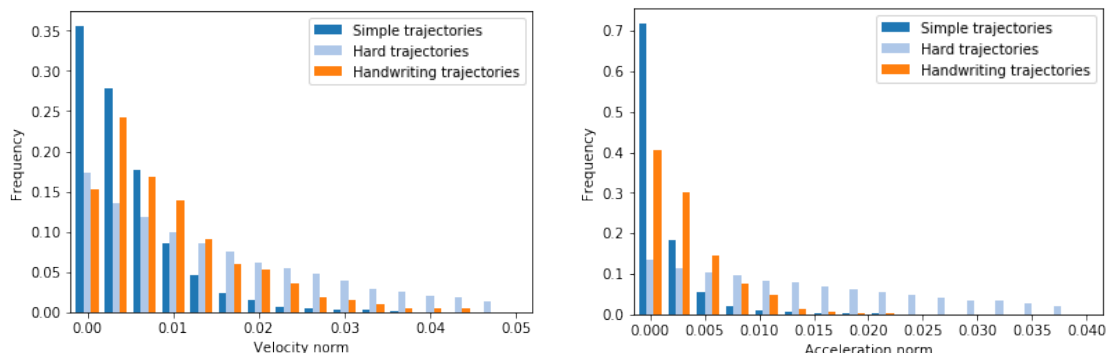 Simple trajectories
Hard trajectories
Handwriting trajectories
0.35
0.30
0.25
0.20
0.15
0.10
0.05
0.00
Frequency
0.00 0.01 0.02 0.03 0.04 0.05
Velocity norm
Simple trajectories
Hard trajectories
Handwriting trajectories
0.7
0.6
0.5
0.4
0.3
0.2
0.1
0.0
Frequency
0.000 0.005 0.010 0.015 0.020 0.025 0.030 0.035 0.040
Acceleration norm